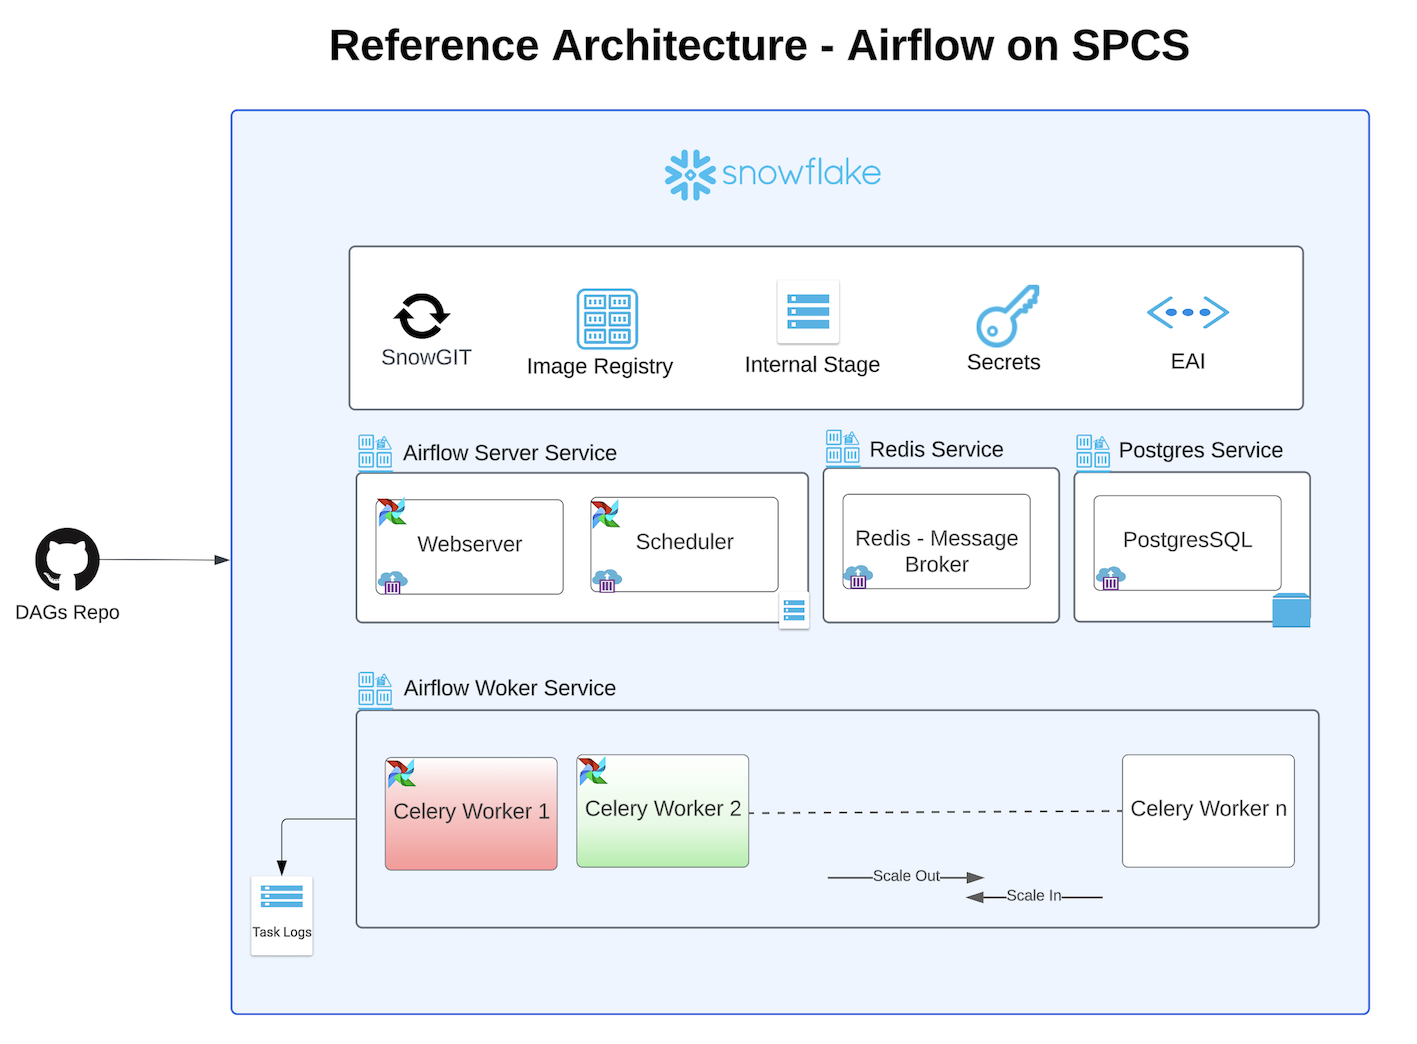 Reference Architecture - Airflow on SPCS
snowflake
SnowGIT
Image Registry
Internal Stage
Secrets
EAI
Airflow Server Service
Redis Service
Postgres Service
Webserver
Scheduler
Redis - Message
Broker
PostgresSQL
DAGs Repo
Airflow Woker Service
Celery Worker 1
Celery Worker 2
Celery Worker n
Scale Out
Scale In
Task Logs